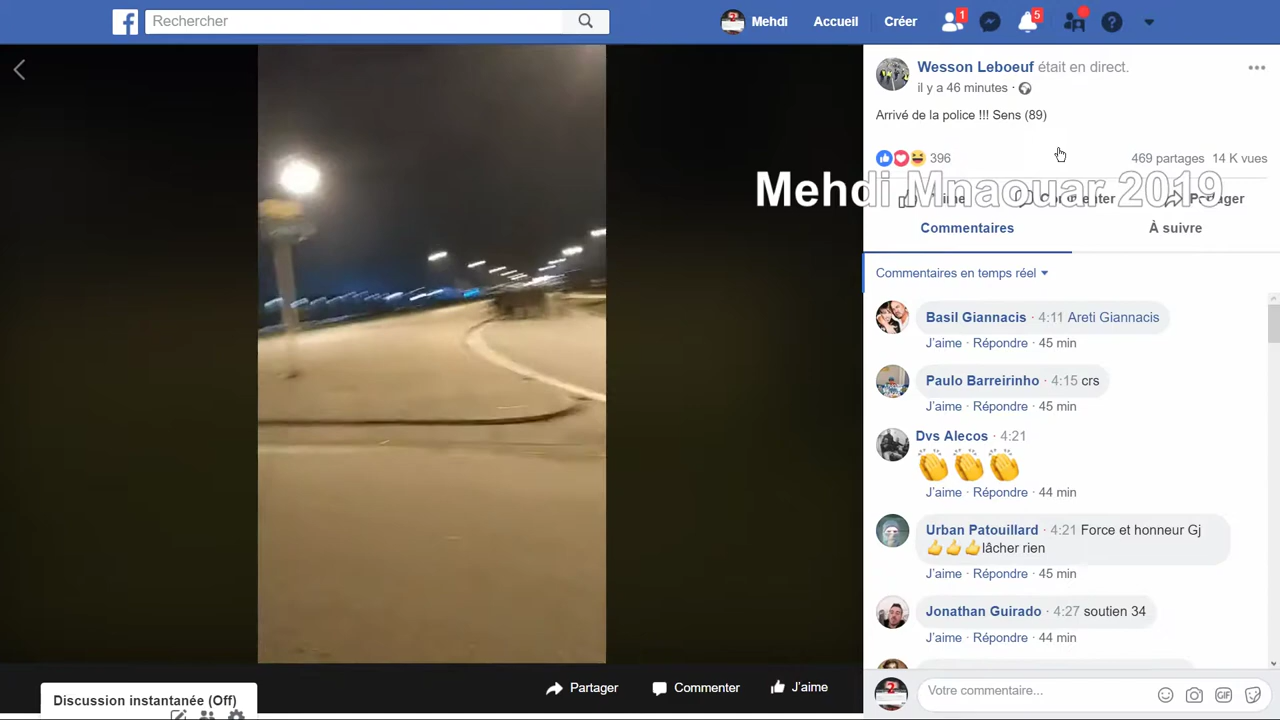 f
Rechercher
Mehdi
Accueil
Créer
1
5
Wesson Leboeuf était en direct.
il y a 46 minutes ·
Arrivé de la police !!! Sens (89)
396
469 partages 14 K vues
Mehdi Mnaouar 2019
Commenter
Partager
Commentaires
À suivre
Commentaires en temps réel
Basil Giannacis · 4:11 Areti Giannacis
J'aime · Répondre · 45 min
Paulo Barreirinho · 4:15 crs
J'aime · Répondre · 45 min
Dvs Alecos · 4:21
👏👏👏
J'aime · Répondre · 44 min
Urban Patouillard · 4:21 Force et honneur Gj
👍👍👍lâcher rien
J'aime · Répondre · 45 min
Jonathan Guirado · 4:27 soutien 34
J'aime · Répondre · 44 min
Votre commentaire...
GIF
Partager
Commenter
J'aime
Discussion instantanée (Off)